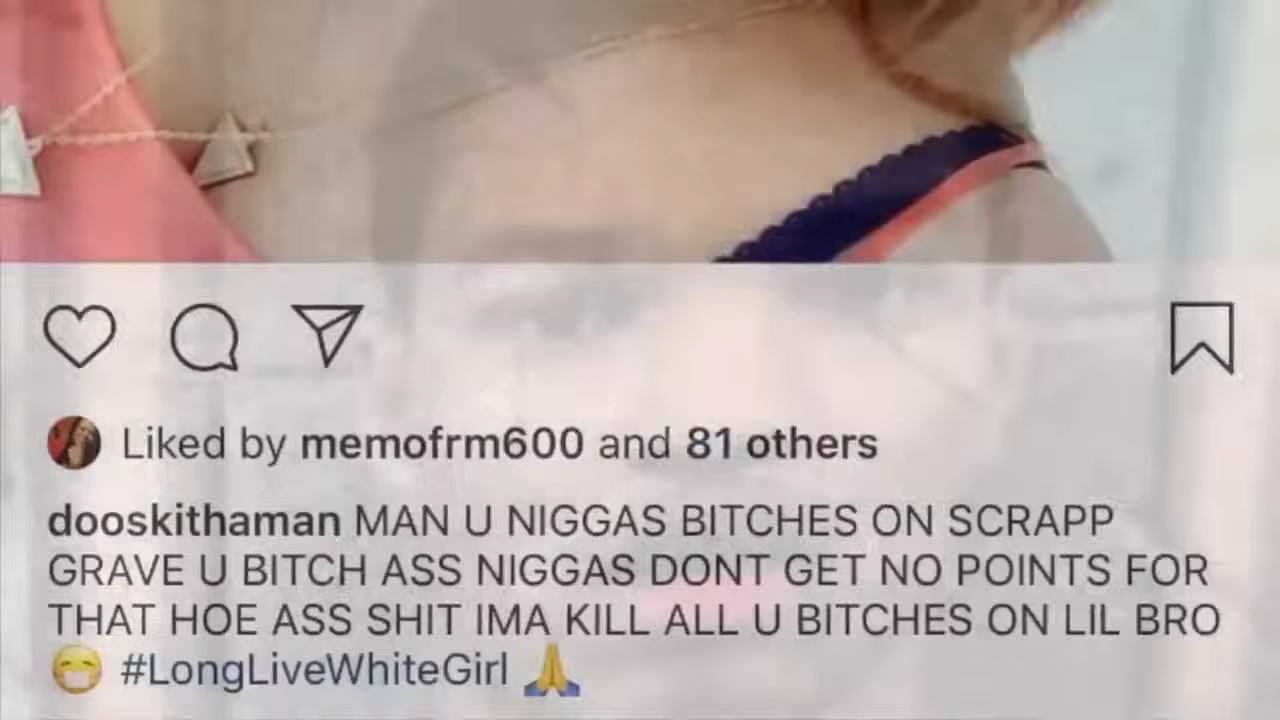 Liked by memofrm600 and 81 others
dooskithaman MAN U NIGGAS BITCHES ON SCRAPP
GRAVE U BITCH ASS NIGGAS DONT GET NO POINTS FOR
THAT HOE ASS SHIT IMA KILL ALL U BITCHES ON LIL BRO
😷 #LongLiveWhiteGirl 🙏